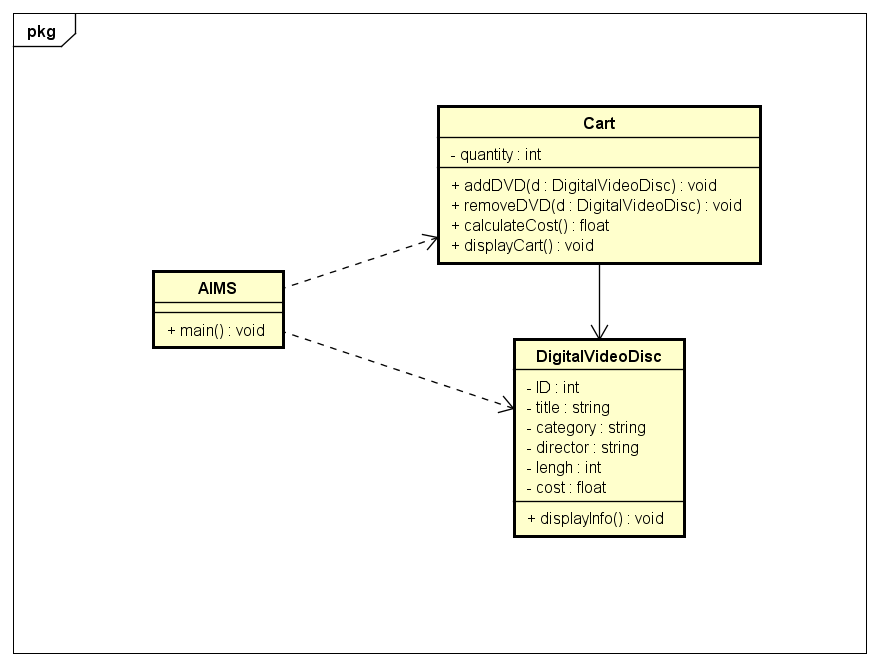 pkg
Cart
- quantity : int
+ addDVD(d : DigitalVideoDisc) : void
+ removeDVD(d : DigitalVideoDisc) : void
+ calculateCost() : float
+ displayCart() : void
AIMS
+ main() : void
DigitalVideoDisc
- ID : int
- title : string
- category : string
- director : string
- lengh : int
- cost : float
+ displayInfo() : void